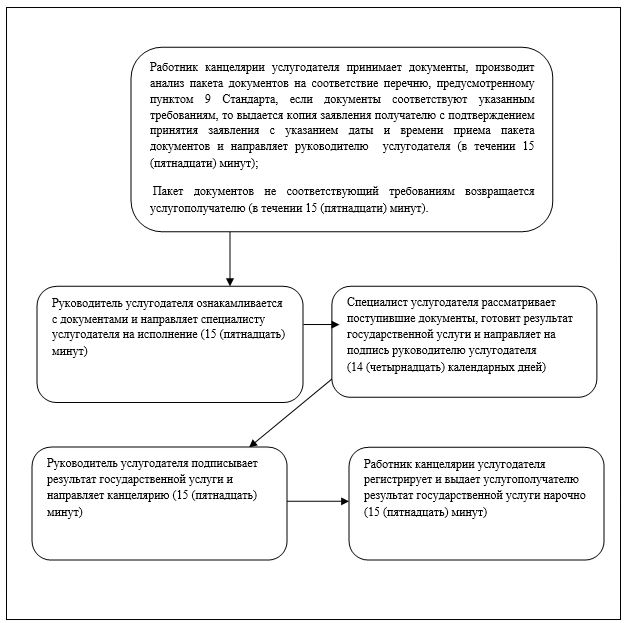 Работник канцелярии услугодателя принимает документы, производит
анализ пакета документов на соответствие перечню, предусмотренному
пунктом 9 Стандарта, если документы соответствуют указанным
требованиям, то выдается копия заявления получателю с подтверждением
принятия заявления с указанием даты и времени приема пакета
документов и направляет руководителю услугодателя (в течении 15
(пятнадцати) минут);
Пакет документов не соответствующий требованиям возвращается
услугополучателю (в течении 15 (пятнадцати) минут).
Руководитель услугодателя ознакамливается
с документами и направляет специалисту
услугодателя на исполнение (15 (пятнадцать)
минут)
Специалист услугодателя рассматривает
поступившие документы, готовит результат
государственной услуги и направляет на
подпись руководителю услугодателя
(14 (четырнадцать) календарных дней)
Руководитель услугодателя подписывает
результат государственной услуги и
направляет канцелярию (15 (пятнадцать)
минут)
Работник канцелярии услугодателя
регистрирует и выдает услугополучателю
результат государственной услуги нарочно
(15 (пятнадцать) минут)